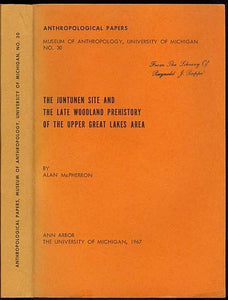 ANTHROPOLOGICAL PAPERS, MUSEUM OF ANTHROPOLOGY, UNIVERSITY OF MICHIGAN, NO. 30
ANTHROPOLOGICAL PAPERS
MUSEUM OF ANTHROPOLOGY, UNIVERSITY OF MICHIGAN
NO. 30
From The Library Of
J.
THE JUNTUNEN SITE AND
THE LATE WOODLAND PREHISTORY
OF THE UPPER GREAT LAKES AREA
BY
ALAN McPHERRON
ANN ARBOR
THE UNIVERSITY OF MICHIGAN, 1967